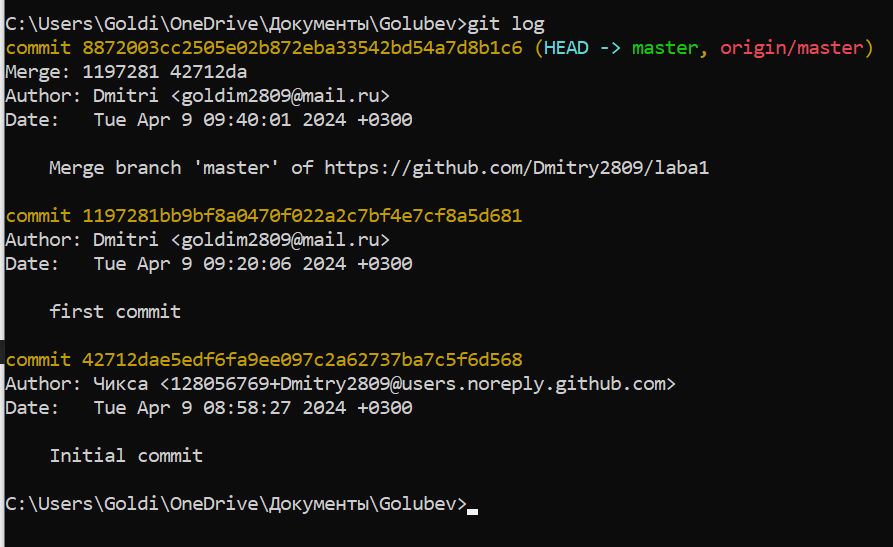 C:\Users\Goldi\OneDrive\Документы\Golubev>git log
commit 8872003cc2505e02b872eba33542bd54a7d8b1c6 (HEAD -> master, origin/master)
Merge: 1197281 42712da
Author: Dmitri <goldim2809@mail.ru>
Date:   Tue Apr 9 09:40:01 2024 +0300
    Merge branch 'master' of https://github.com/Dmitry2809/laba1
commit 1197281bb9bf8a0470f022a2c7bf4e7cf8a5d681
Author: Dmitri <goldim2809@mail.ru>
Date:   Tue Apr 9 09:20:06 2024 +0300
    first commit
commit 42712dae5edf6fa9ee097c2a62737ba7c5f6d568
Author: Чикса <128056769+Dmitry2809@users.noreply.github.com>
Date:   Tue Apr 9 08:58:27 2024 +0300
    Initial commit
C:\Users\Goldi\OneDrive\Документы\Golubev>